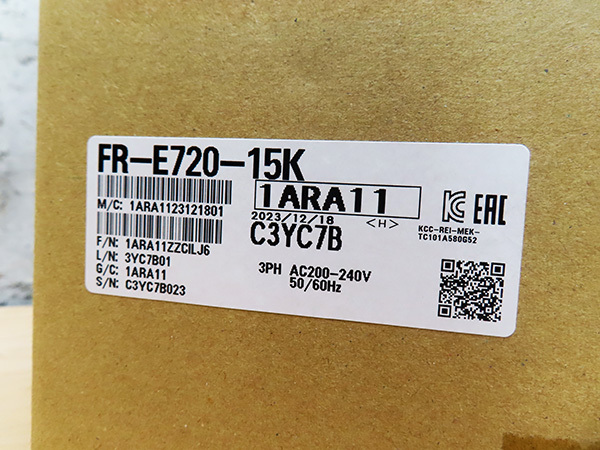 FR-E720-15K
M/C: 1ARA1123121801
1ARA11
2023/12/18 <H>
C3YC7B
KCC-REI-MEK-
TC101A580G52
EAC
F/N: 1ARA11ZZCILJ6
L/N: 3YC7B01
G/C: 1ARA11
S/N: C3YC7B023
3PH AC200-240V
50/60Hz